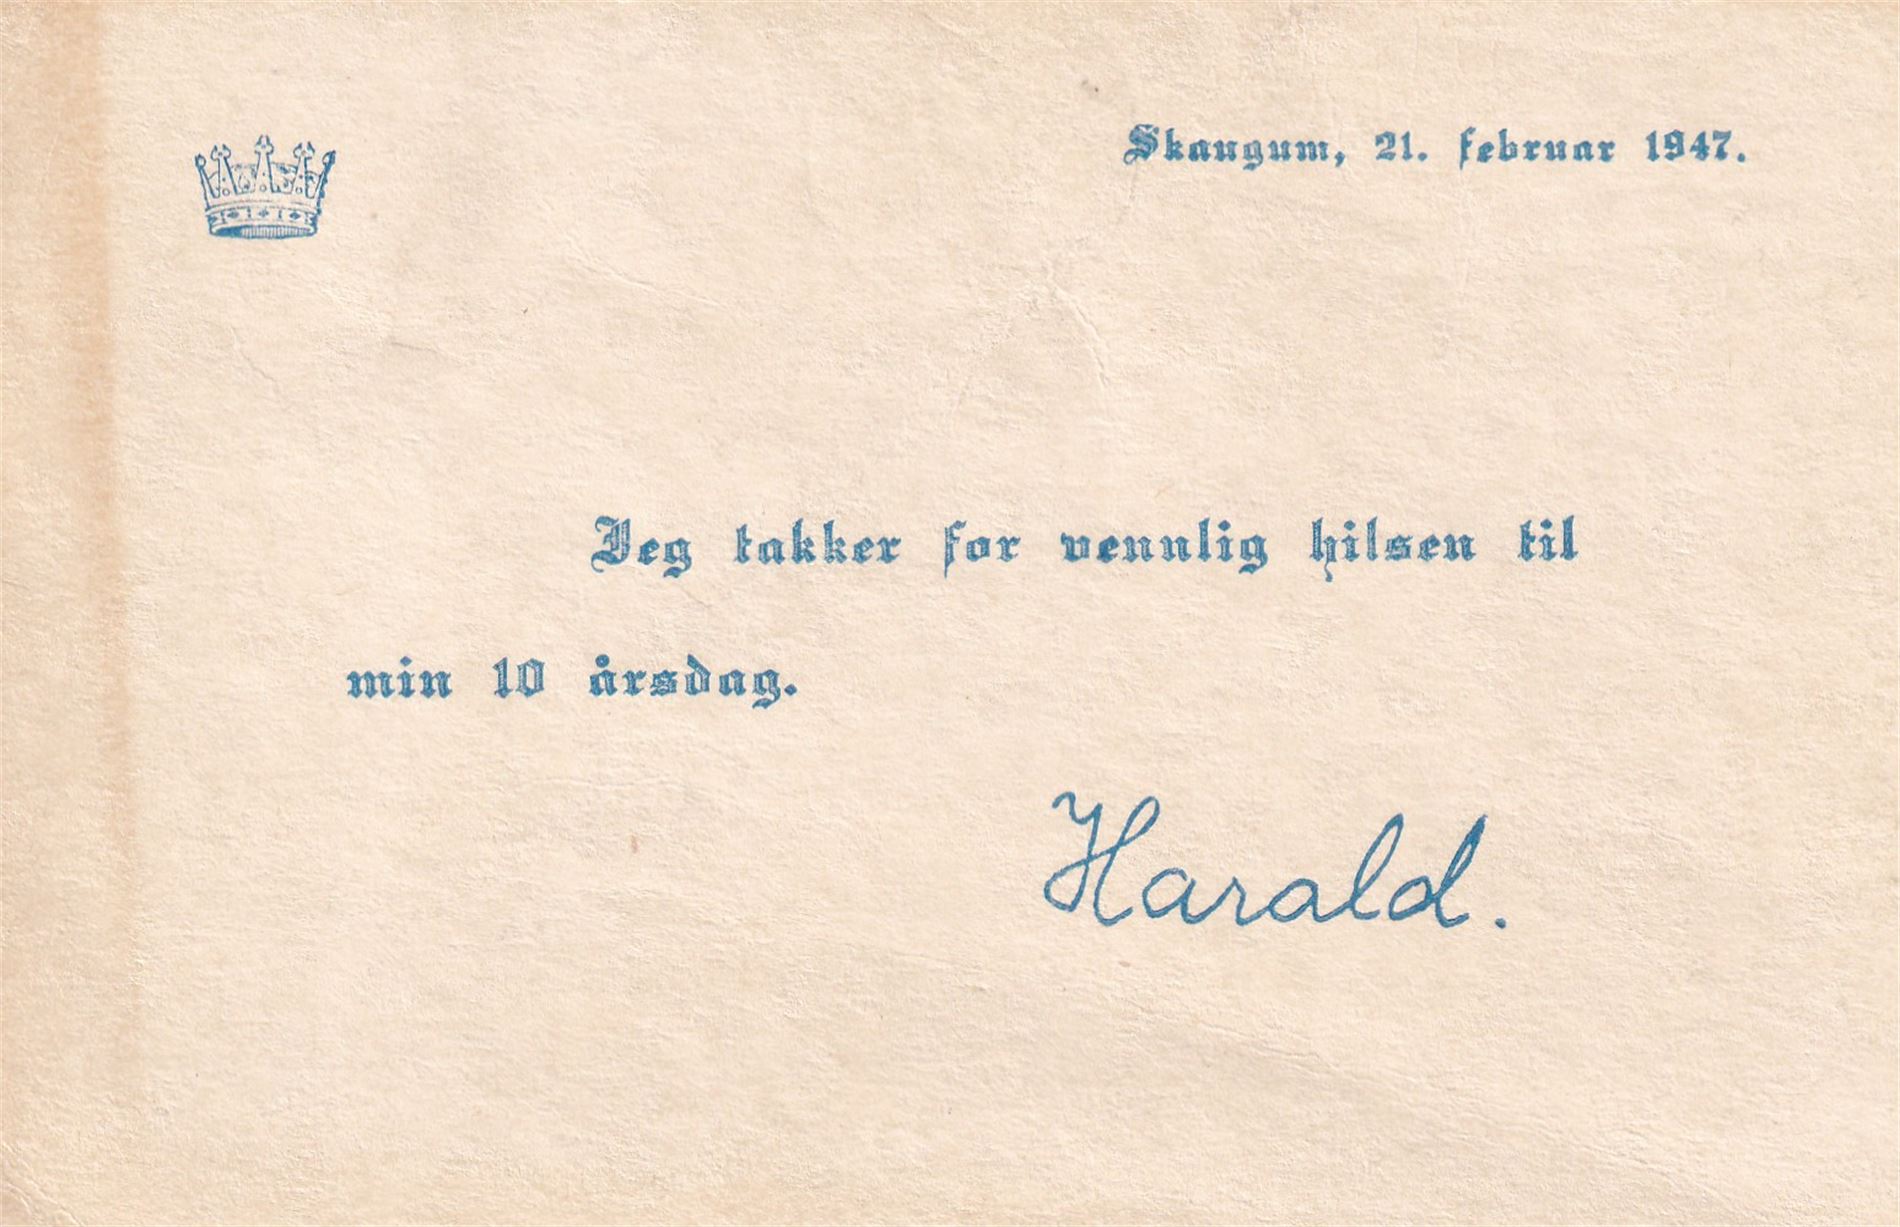 Skaugum, 21. februar 1947.
Jeg takker for vennlig hilsen til
min 10 årsdag.
Harald.